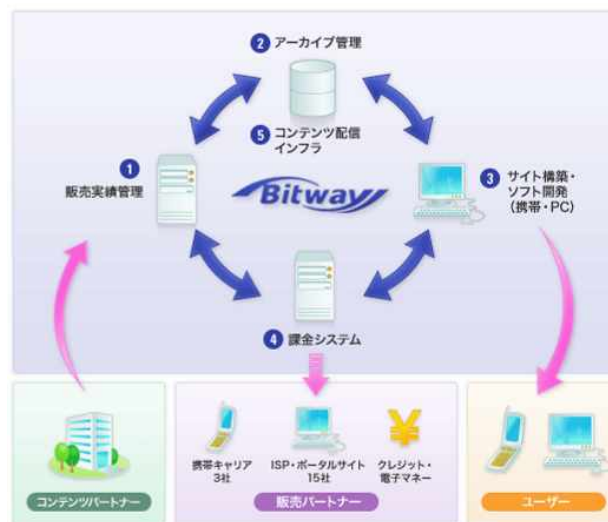 2 アーカイブ管理
5 コンテンツ配信
インフラ
1
販売実績管理
Bitway
3 サイト構築・
ソフト開発
（携帯・PC）
4 課金システム
携帯キャリア
3社
ISP・ポータルサイト
15社
クレジット・
電子マネー
コンテンツパートナー
販売パートナー
ユーザー